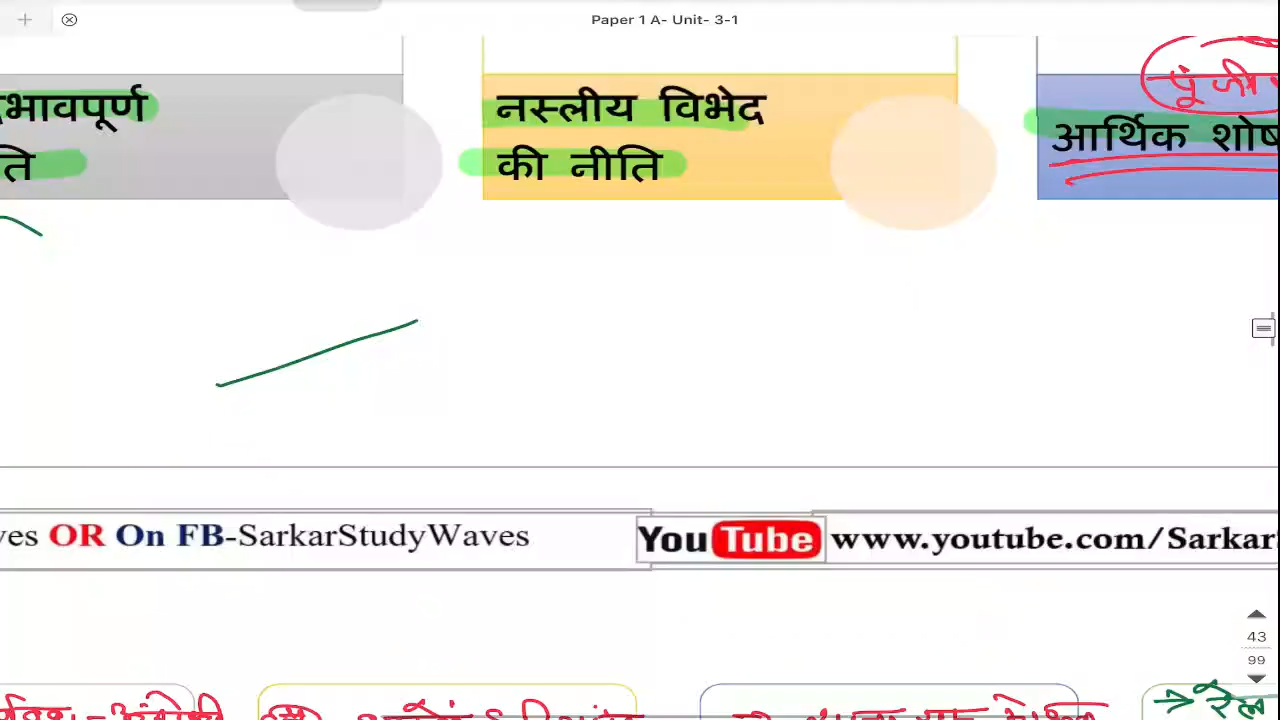 Paper 1 A- Unit- 3-1
भावपूर्ण
ति
नस्लीय विभेद
की नीति
आर्थिक शोष
ves OR On FB-SarkarStudyWaves
YouTube www.youtube.com/Sarkar
43
99
→ रेल